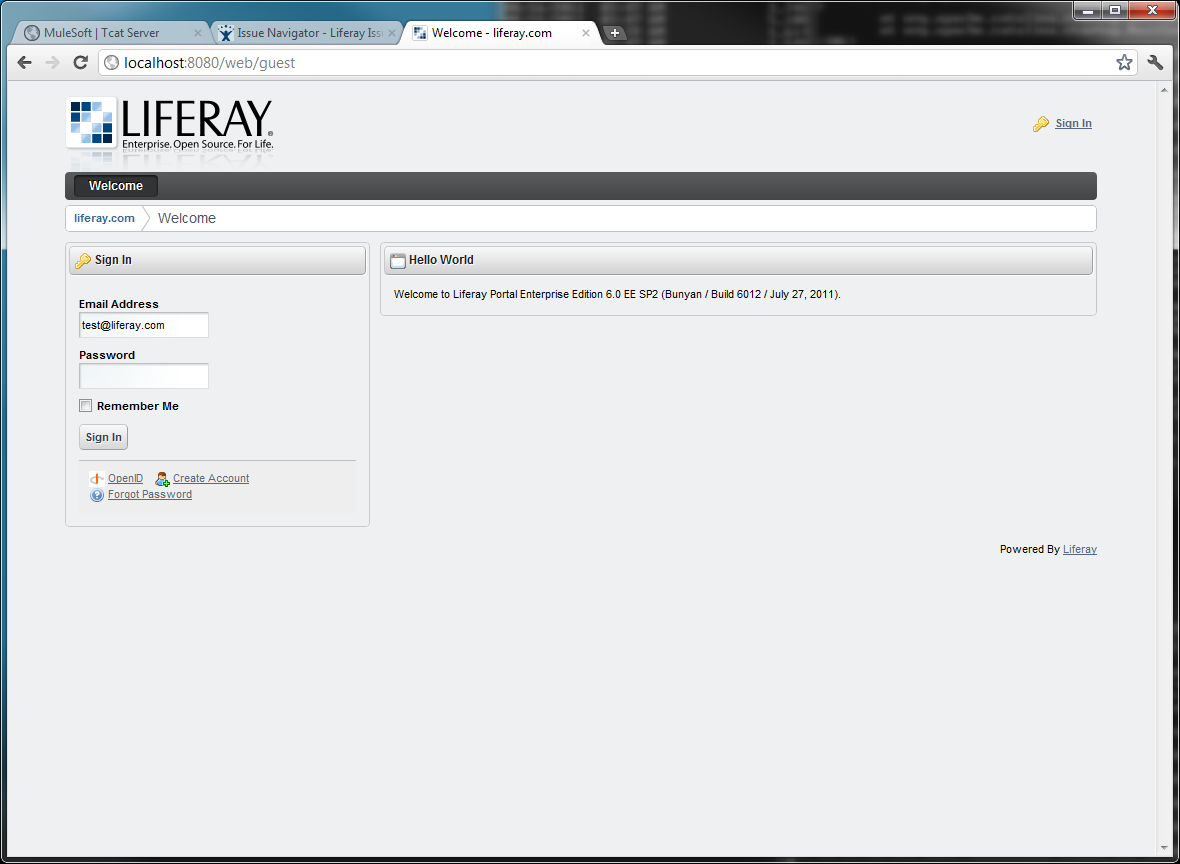 MuleSoft | Tcat Server
Issue Navigator - Liferay Iss
Welcome - liferay.com
localhost:8080/web/guest
LIFERAY®
Enterprise. Open Source. For Life.
Sign In
Welcome
liferay.com
Welcome
Sign In
Hello World
Welcome to Liferay Portal Enterprise Edition 6.0 EE SP2 (Bunyan / Build 6012 / July 27, 2011).
Email Address
test@liferay.com
Password
Remember Me
Sign In
OpenID
Create Account
Forgot Password
Powered By Liferay